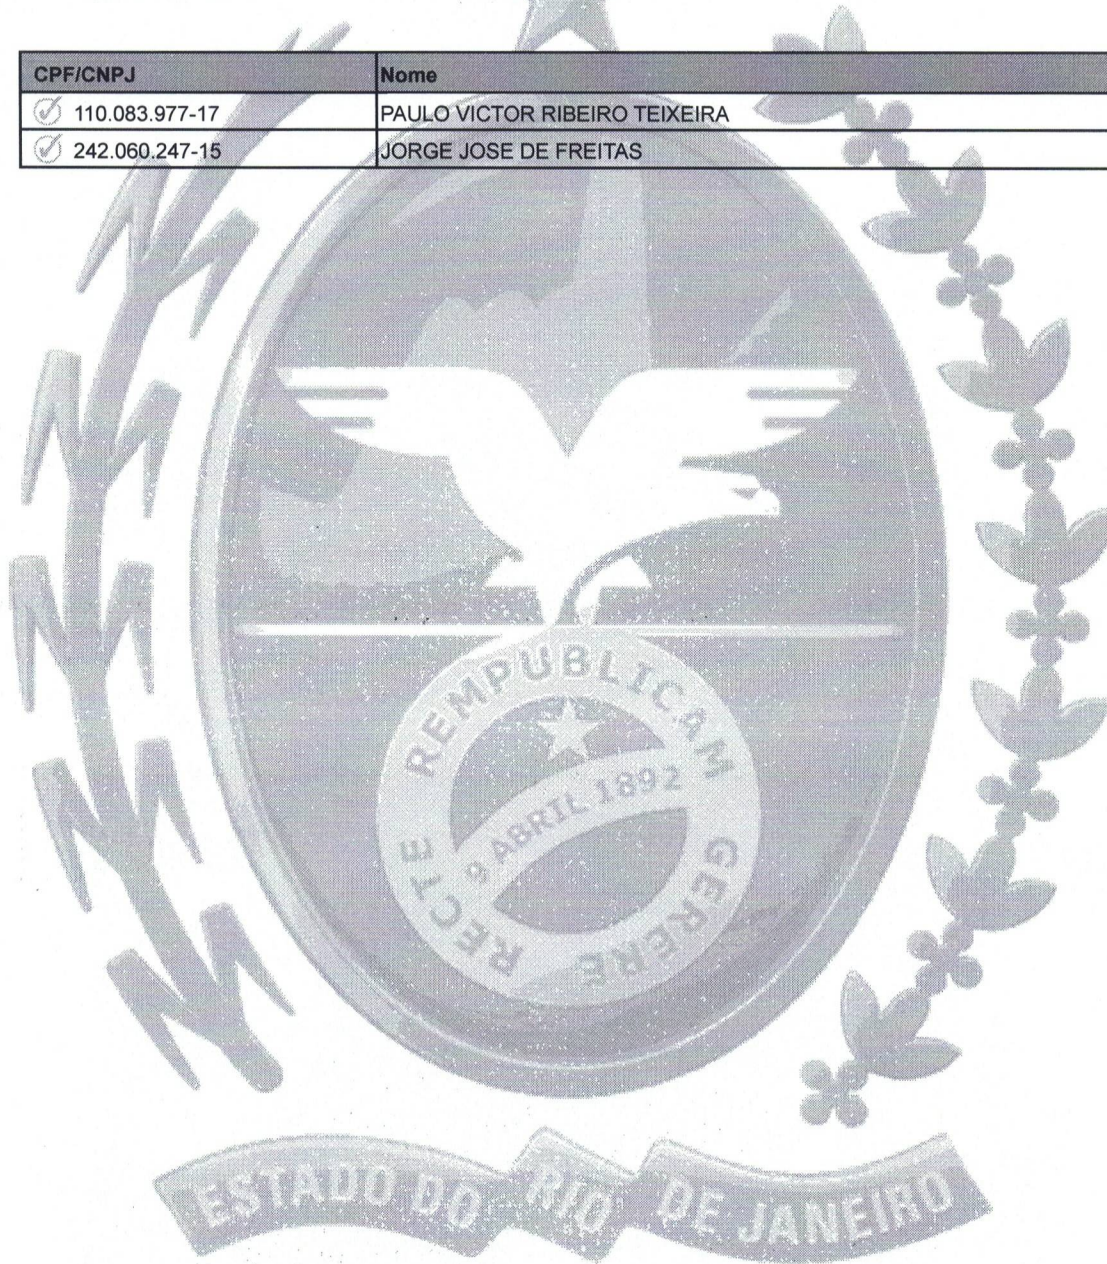 CPF/CNPJ Nome
110.083.977-17 PAULO VICTOR RIBEIRO TEIXEIRA
242.060.247-15 JORGE JOSE DE FREITAS
RECTE REMPUBLICAM GERERE
9 ABRIL 1892
ESTADO DO RIO DE JANEIRO